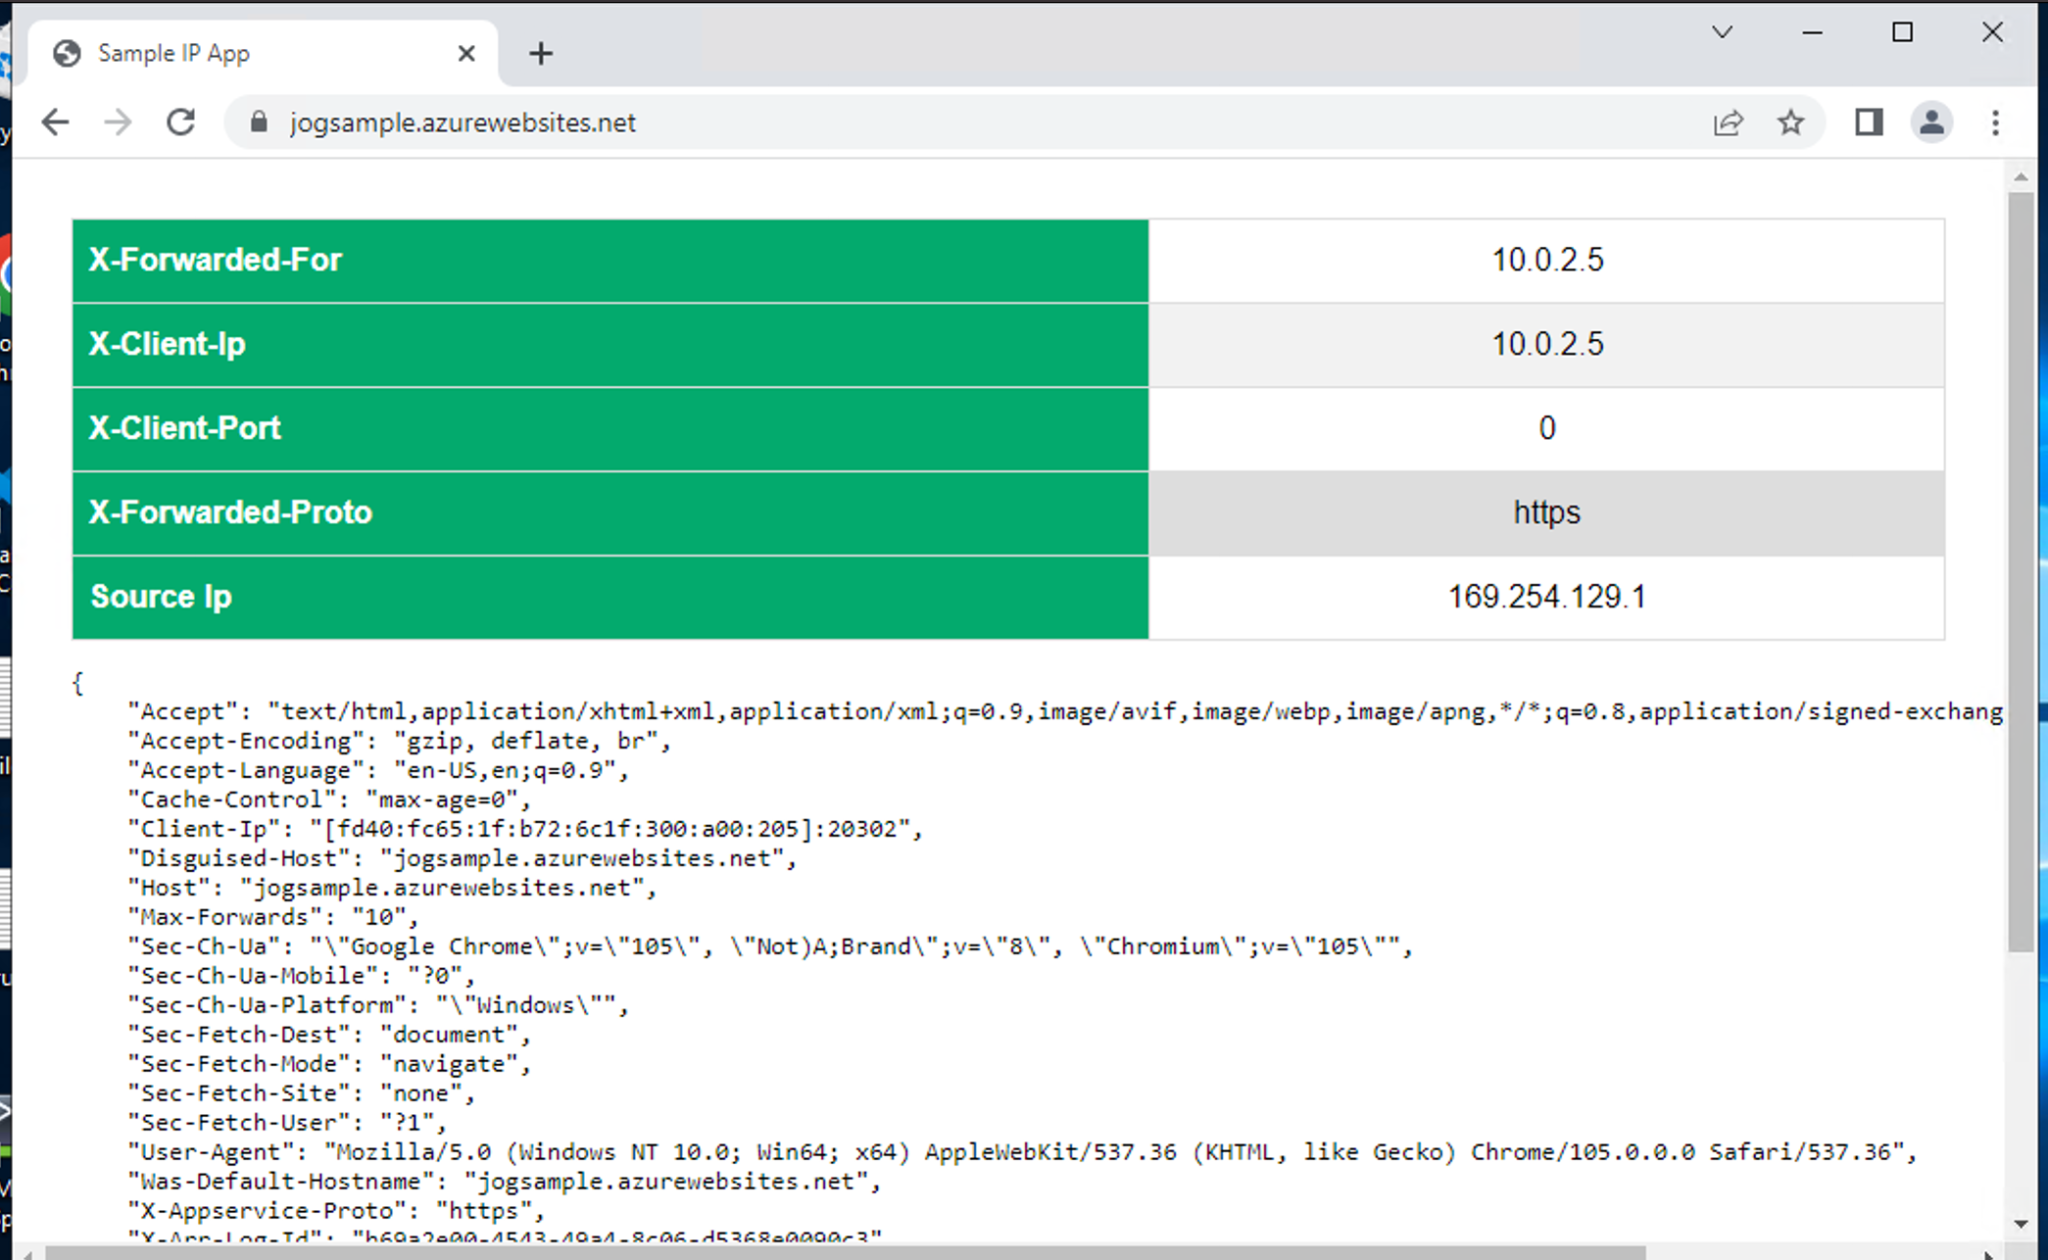 Sample IP App
jogsample.azurewebsites.net
X-Forwarded-For 10.0.2.5
X-Client-Ip 10.0.2.5
X-Client-Port 0
X-Forwarded-Proto https
Source Ip 169.254.129.1
{
"Accept": "text/html,application/xhtml+xml,application/xml;q=0.9,image/avif,image/webp,image/apng,*/*;q=0.8,application/signed-exchang
"Accept-Encoding": "gzip, deflate, br",
"Accept-Language": "en-US,en;q=0.9",
"Cache-Control": "max-age=0",
"Client-Ip": "[fd40:fc65:1f:b72:6c1f:300:a00:205]:20302",
"Disguised-Host": "jogsample.azurewebsites.net",
"Host": "jogsample.azurewebsites.net",
"Max-Forwards": "10",
"Sec-Ch-Ua": "\"Google Chrome\";v=\"105\", \"Not)A;Brand\";v=\"8\", \"Chromium\";v=\"105\"",
"Sec-Ch-Ua-Mobile": "?0",
"Sec-Ch-Ua-Platform": "\"Windows\"",
"Sec-Fetch-Dest": "document",
"Sec-Fetch-Mode": "navigate",
"Sec-Fetch-Site": "none",
"Sec-Fetch-User": "?1",
"User-Agent": "Mozilla/5.0 (Windows NT 10.0; Win64; x64) AppleWebKit/537.36 (KHTML, like Gecko) Chrome/105.0.0.0 Safari/537.36",
"Was-Default-Hostname": "jogsample.azurewebsites.net",
"X-Appservice-Proto": "https",
"X-Arr-Log-Id": "b69a2e00-4543-49a4-8c06-d5368e0090c3"